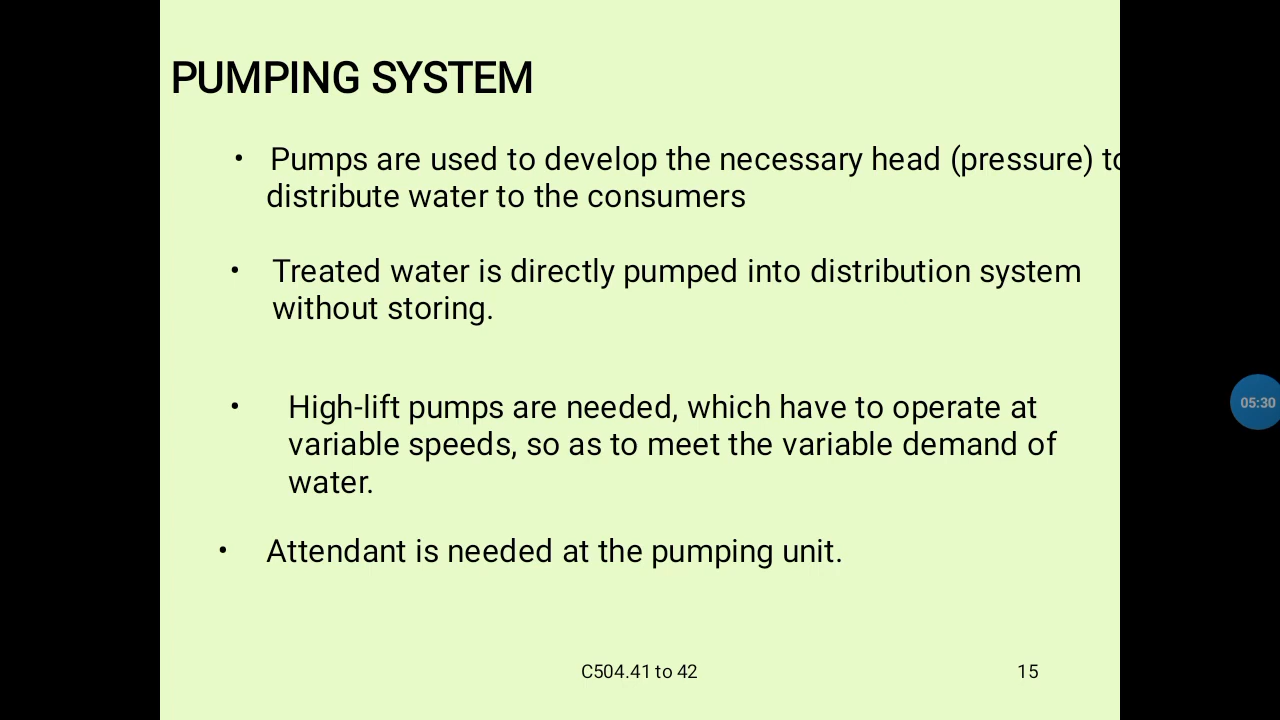 PUMPING SYSTEM
• Pumps are used to develop the necessary head (pressure) to
distribute water to the consumers
• Treated water is directly pumped into distribution system
without storing.
• High-lift pumps are needed, which have to operate at
variable speeds, so as to meet the variable demand of
water.
• Attendant is needed at the pumping unit.
05:30
C504.41 to 42
15